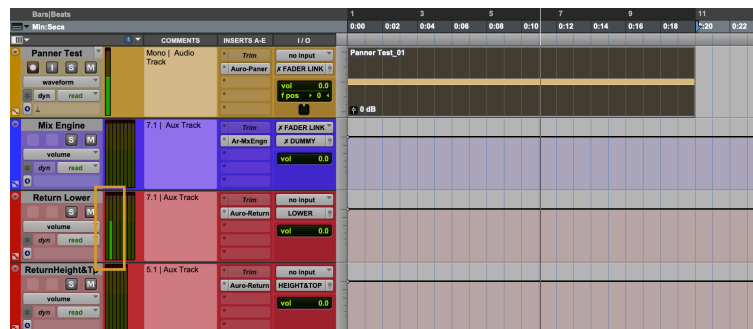 Bars|Beats 1 3 5 7 9 11
Min:Secs 0:00 0:02 0:04 0:06 0:08 0:10 0:12 0:14 0:16 0:18 0:20 0:22
COMMENTS INSERTS A-E I / O
Panner Test
Mono | Audio Track
Trim no input
Auro-Paner ✗ FADER LINK
waveform
dyn read
vol 0.0
f pos ▸ 0 ◂
I S M
Panner Test_01
0 dB
Mix Engine
7.1 | Aux Track
Trim ✗ FADER LINK
S M
Ar-MxEngn ✗ DUMMY
volume
dyn read
vol 0.0
Return Lower
7.1 | Aux Track
Trim no input
S M
Auro-Return LOWER
volume
dyn read
vol 0.0
ReturnHeight&Tp
5.1 | Aux Track
Trim no input
S M
Auro-Return HEIGHT&TOP
volume
dyn read
vol 0.0